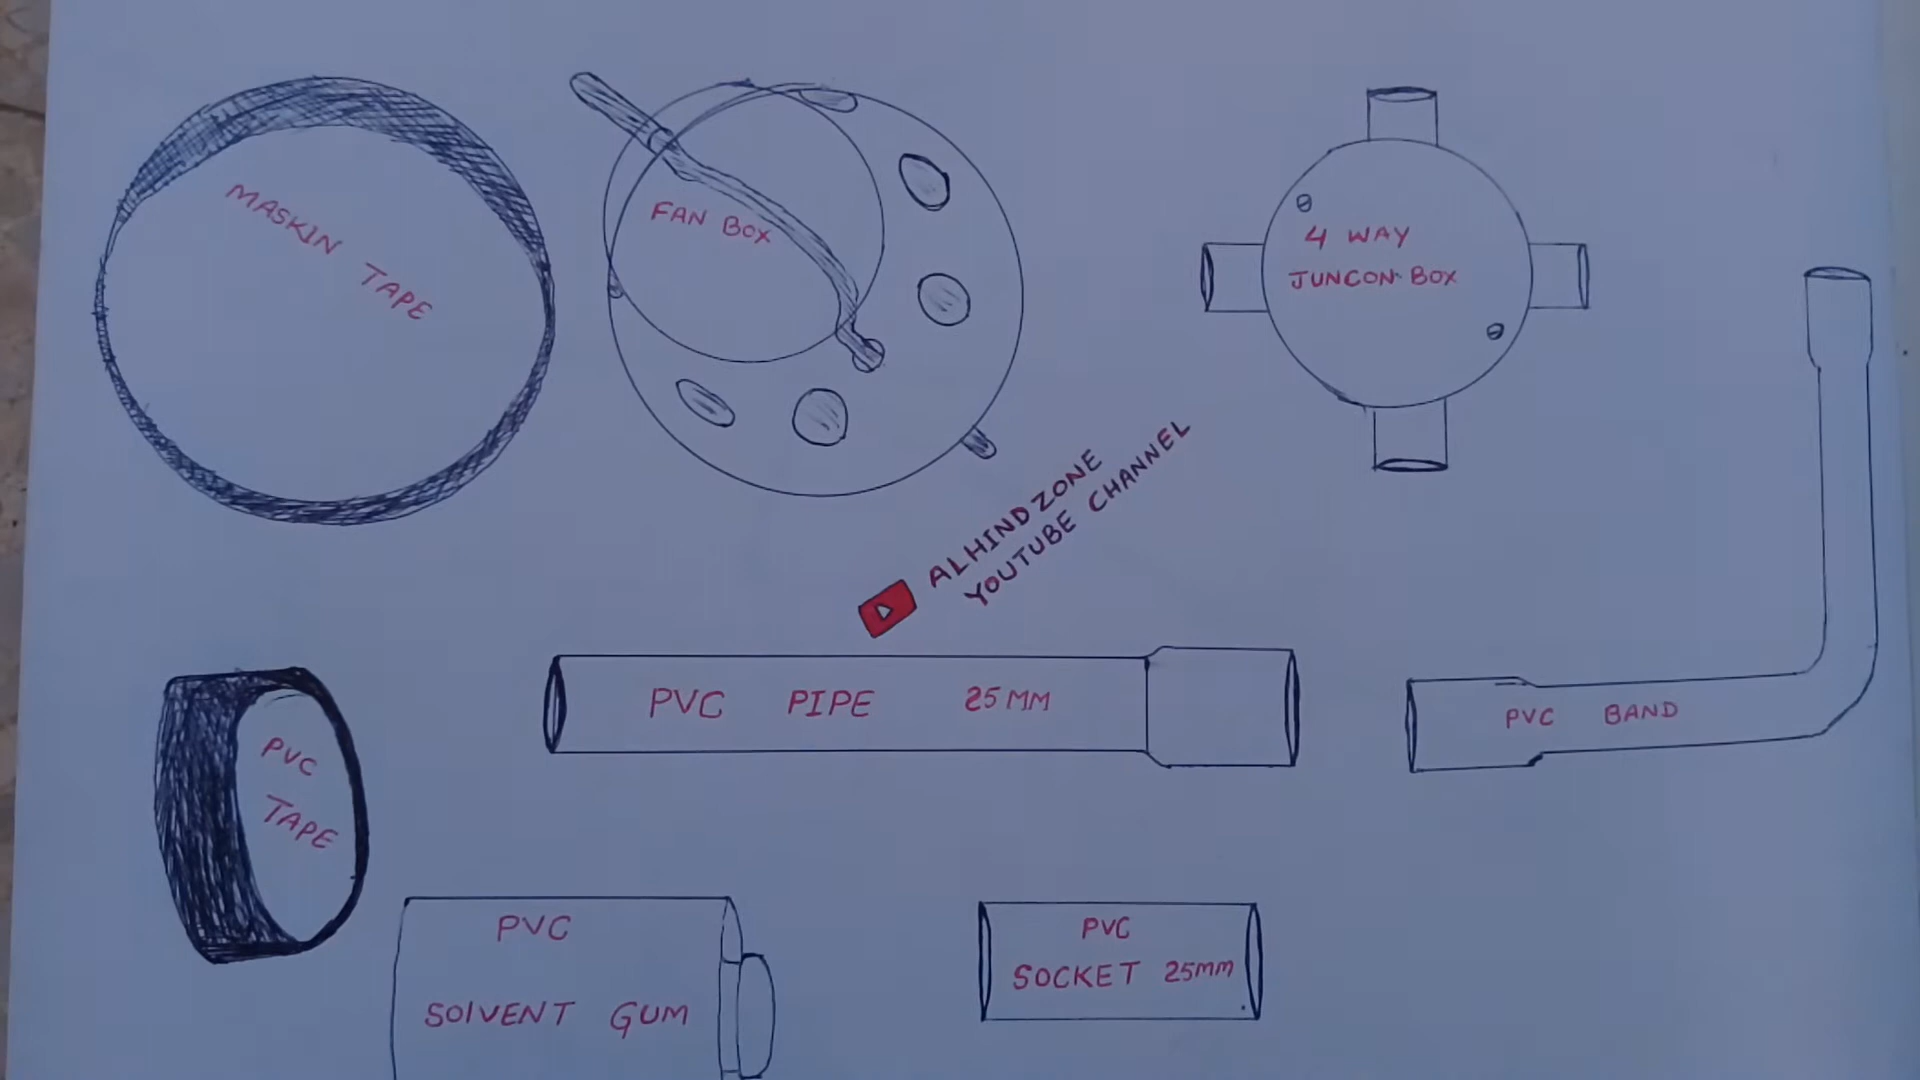 MASKIN TAPE
FAN BOX
4 WAY
JUNCON BOX
ALHINDZONE
YOUTUBE CHANNEL
PVC PIPE 25MM
PVC BAND
PVC
TAPE
PVC
SOlVENT GUM
PVC
SOCKET 25mm